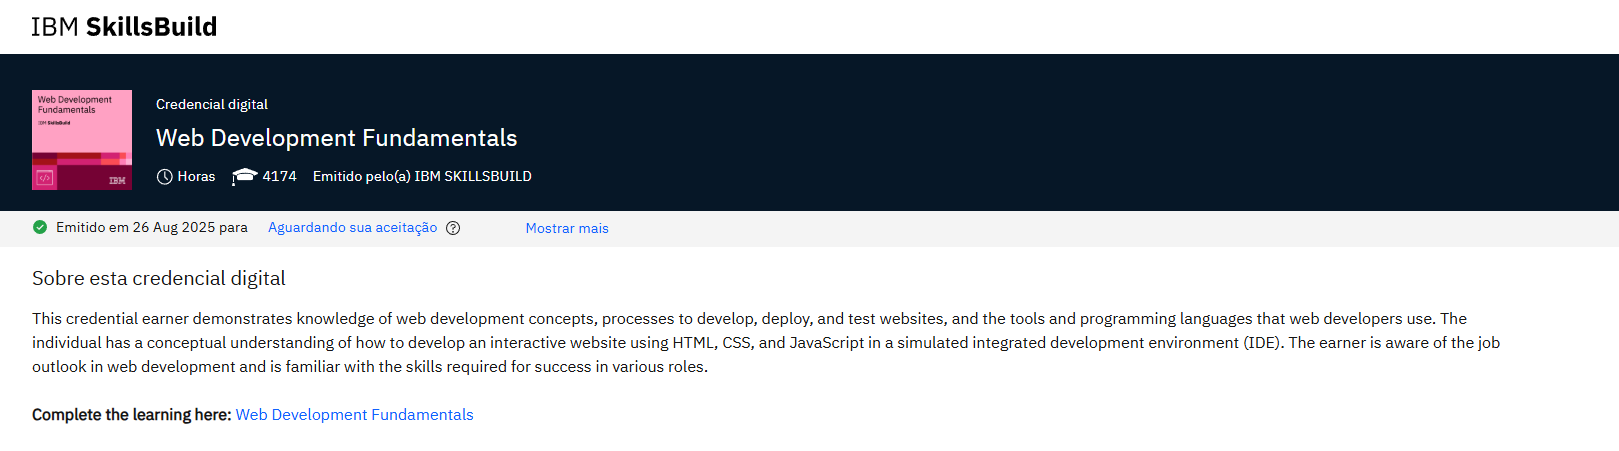 IBM SkillsBuild
Web Development
Fundamentals
IBM SkillsBuild
</>
IBM
Credencial digital
Web Development Fundamentals
Horas 4174 Emitido pelo(a) IBM SKILLSBUILD
Emitido em 26 Aug 2025 para Aguardando sua aceitação ? Mostrar mais
Sobre esta credencial digital
This credential earner demonstrates knowledge of web development concepts, processes to develop, deploy, and test websites, and the tools and programming languages that web developers use. The
individual has a conceptual understanding of how to develop an interactive website using HTML, CSS, and JavaScript in a simulated integrated development environment (IDE). The earner is aware of the job
outlook in web development and is familiar with the skills required for success in various roles.
Complete the learning here: Web Development Fundamentals